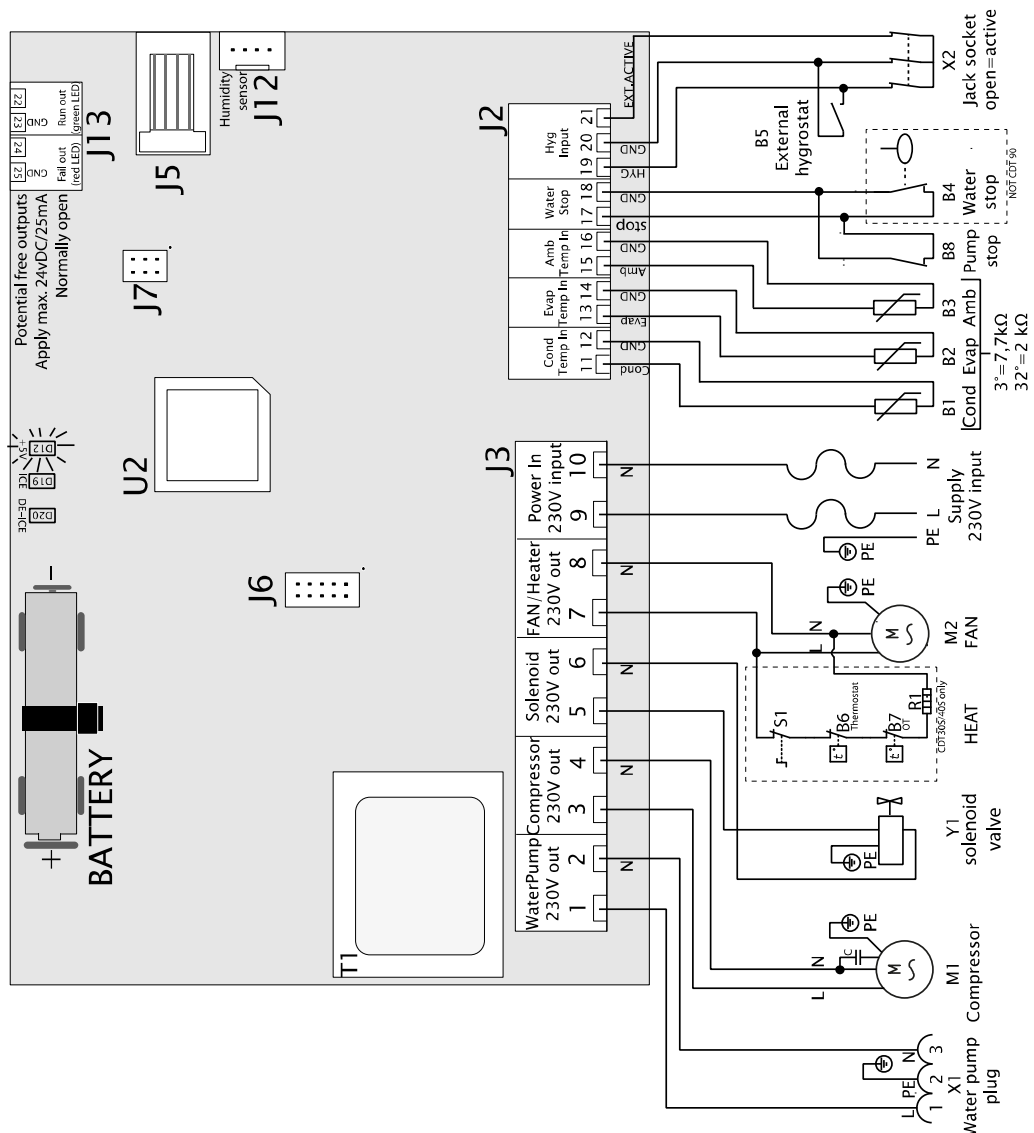 J13
22
23
24
25
GND
GND
Run out
(green LED)
Fail out
(red LED)
Potential free outputs
Apply max. 24vDC/25mA
Normally open
J5
J12
Humidity
sensor
J7
U2
+5V
D12
ICE
D19
DE-ICE
D20
J6
BATTERY
+
-
T1
J2
Hyg
Input
21
20
19
EXT.ACTIVE
GND
HYG
Water
Stop
18
17
GND
stop
Amb
Temp In
16
15
GND
Amb
Evap
Temp In
14
13
GND
Evap
Cond
Temp In
12
11
GND
Cond
J3
Power In
230V input
10
9
N
FAN/Heater
230V out
8
7
N
Solenoid
230V out
6
5
N
Compressor
230V out
4
3
N
WaterPump
230V out
2
1
N
X2
Jack socket
open=active
B5
External
hygrostat
B4
Water
stop
NOT CDT 90
B8
Pump
stop
B3
Amb
B2
Evap
B1
Cond
3°=7,7kΩ
32°=2 kΩ
N
L
PE
Supply
230V input
PE
PE
M
N
L
M2
FAN
S1
B6
Thermostat
t°
B7
OT
t°
R1
CDT30S/40S only
HEAT
PE
Y1
solenoid
valve
PE
C
M
N
L
M1
Compressor
N
PE
L
3
2
1
X1
Water pump
plug